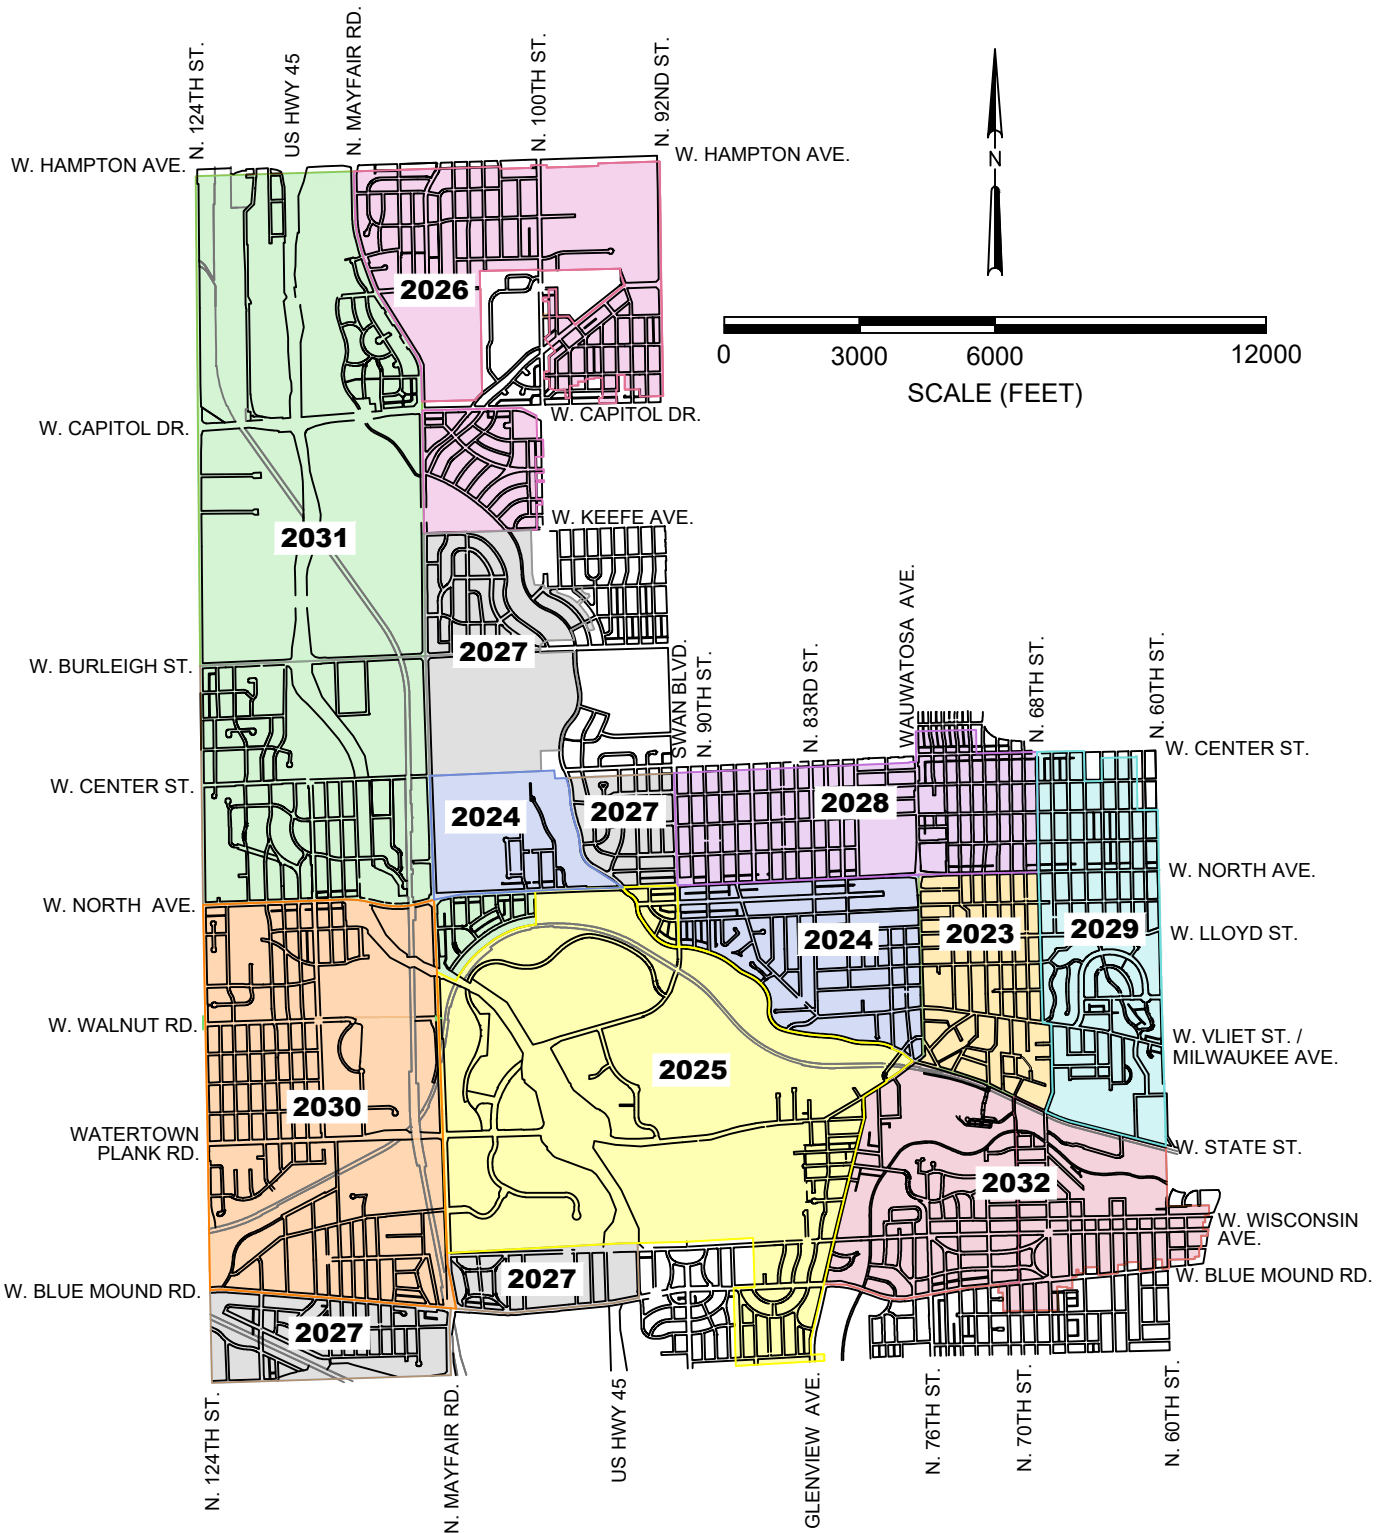 N. 124TH ST.
US HWY 45
N. MAYFAIR RD.
N. 100TH ST.
N. 92ND ST.
W. HAMPTON AVE.
W. HAMPTON AVE.
N
2026
0
3000
6000
12000
SCALE (FEET)
W. CAPITOL DR.
W. CAPITOL DR.
W. KEEFE AVE.
2031
2027
W. BURLEIGH ST.
SWAN BLVD.
N. 90TH ST.
N. 83RD ST.
WAUWATOSA  AVE.
N. 68TH ST.
N. 60TH ST.
W. CENTER ST.
W. CENTER ST.
2024
2027
2028
W. NORTH AVE.
W. NORTH  AVE.
2024
2023
2029
W. LLOYD ST.
W. WALNUT RD.
W. VLIET ST. /
MILWAUKEE AVE.
2025
2030
WATERTOWN
PLANK RD.
W. STATE ST.
2032
W. WISCONSIN
AVE.
W. BLUE MOUND RD.
W. BLUE MOUND RD.
2027
2027
N. 124TH ST.
N. MAYFAIR RD.
US HWY 45
GLENVIEW  AVE.
N. 76TH ST.
N. 70TH ST.
N. 60TH ST.